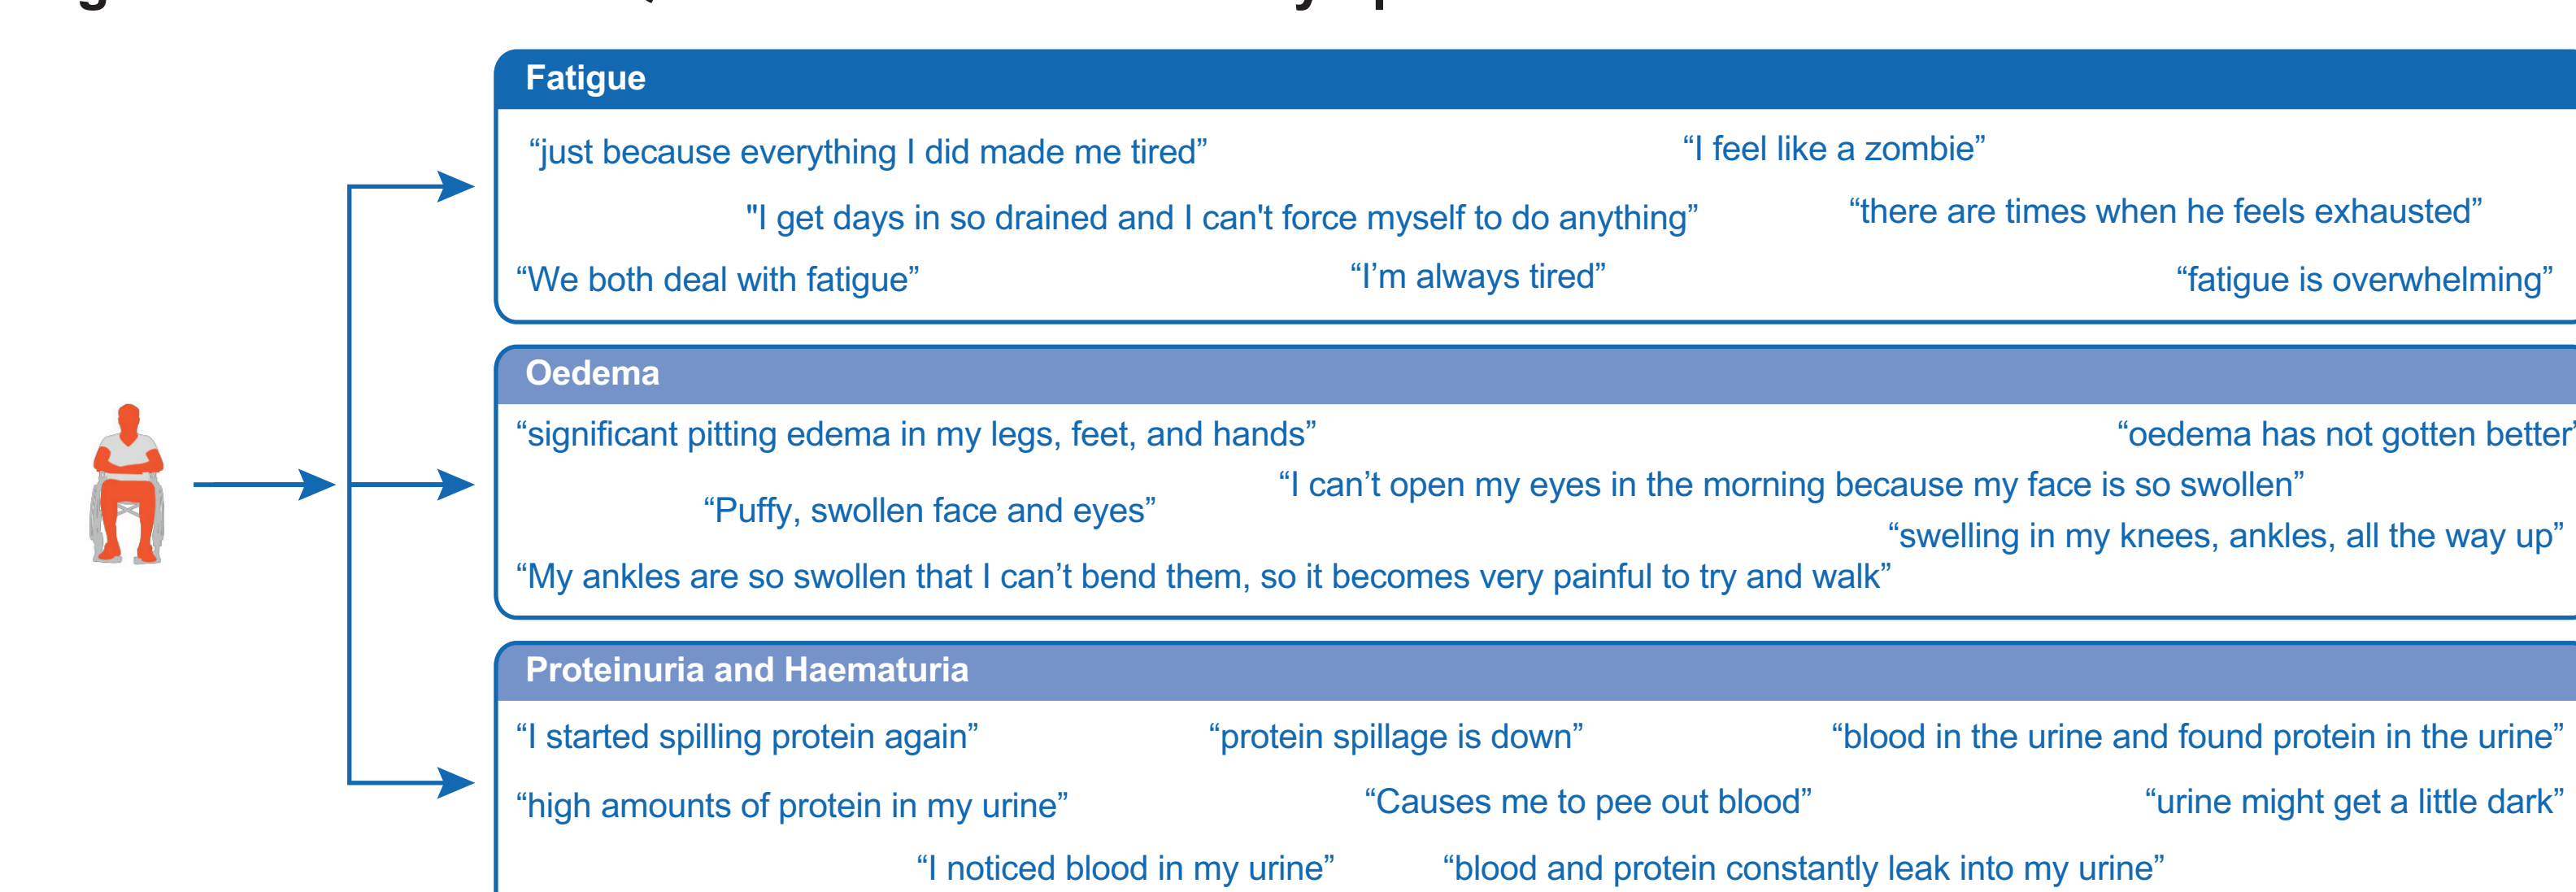 Fatigue
“just because everything I did made me tired”
“I feel like a zombie”
"I get days in so drained and I can't force myself to do anything”
“there are times when he feels exhausted”
“We both deal with fatigue”
“I’m always tired”
“fatigue is overwhelming”
Oedema
“significant pitting edema in my legs, feet, and hands”
“oedema has not gotten better”
“I can’t open my eyes in the morning because my face is so swollen”
“Puffy, swollen face and eyes”
“swelling in my knees, ankles, all the way up”
“My ankles are so swollen that I can’t bend them, so it becomes very painful to try and walk”
Proteinuria and Haematuria
“I started spilling protein again”
“protein spillage is down”
“blood in the urine and found protein in the urine”
“high amounts of protein in my urine”
“Causes me to pee out blood”
“urine might get a little dark”
“I noticed blood in my urine”
“blood and protein constantly leak into my urine”